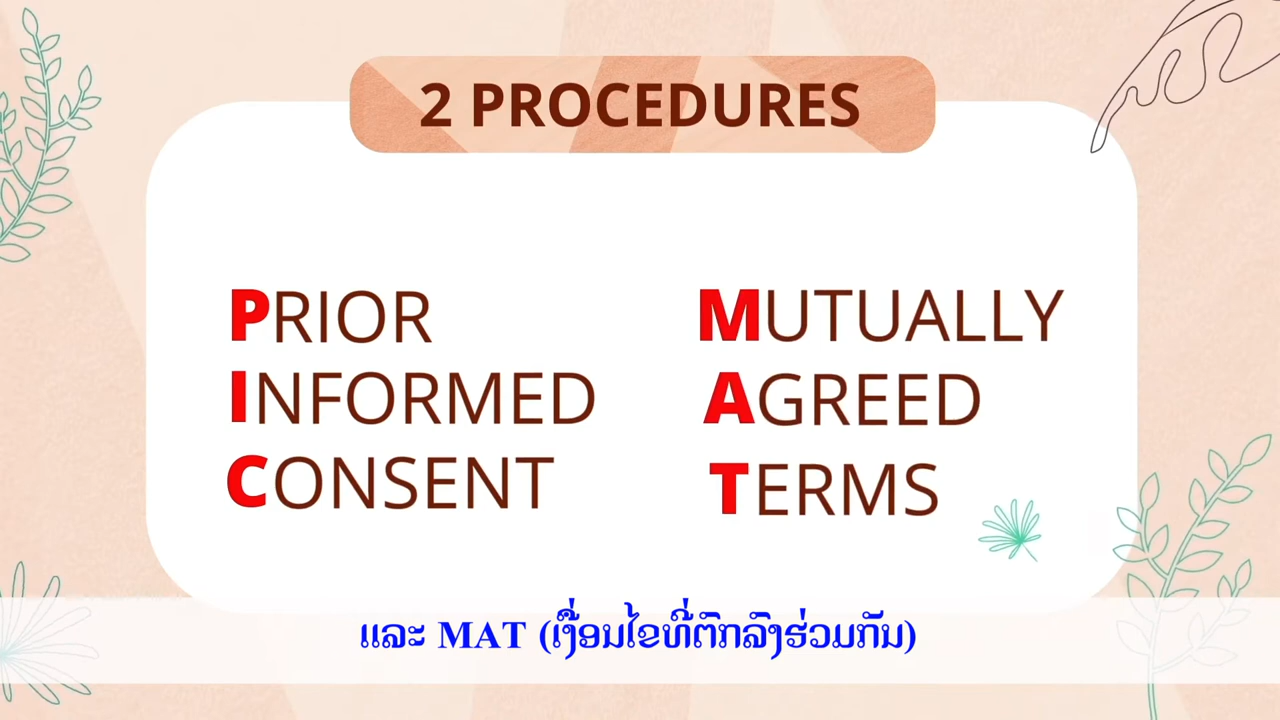 2 PROCEDURES
PRIOR
INFORMED
CONSENT
MUTUALLY
AGREED
TERMS
ແລະ MAT (ເງື່ອນໄຂທີ່ຕົກລົງຮ່ວມກັນ)